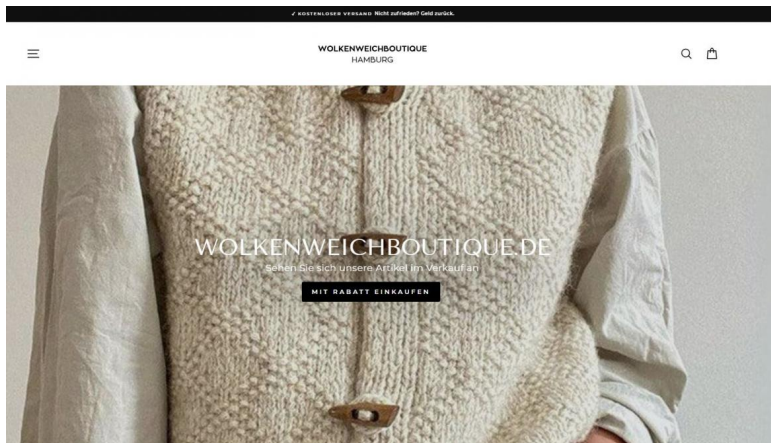 ✓ KOSTENLOSER VERSAND Nicht zufrieden? Geld zurück.
WOLKENWEICHBOUTIQUE
HAMBURG
WOLKENWEICHBOUTIQUE.DE
Sehen Sie sich unsere Artikel im Verkauf an
MIT RABATT EINKAUFEN